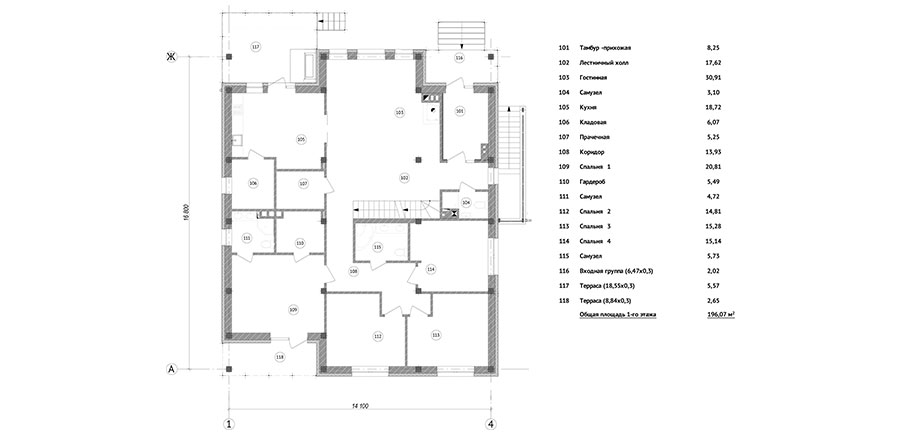 117
116
Ж
103
101
105
102
106
107
104
111
110
115
108
114
109
112
113
118
А
16 800
14 100
1
4
101 Тамбур -прихожая 8,25
102 Лестничный холл 17,62
103 Гостинная 30,91
104 Санузел 3,10
105 Кухня 18,72
106 Кладовая 6,07
107 Прачечная 5,25
108 Коридор 13,93
109 Спальня 1 20,81
110 Гардероб 5,49
111 Санузел 4,72
112 Спальня 2 14,81
113 Спальня 3 15,28
114 Спальня 4 15,14
115 Санузел 5,73
116 Входная группа (6,47х0,3) 2,02
117 Терраса (18,55х0,3) 5,57
118 Терраса (8,84х0,3) 2,65
Общая площадь 1-го этажа 196,07 м²